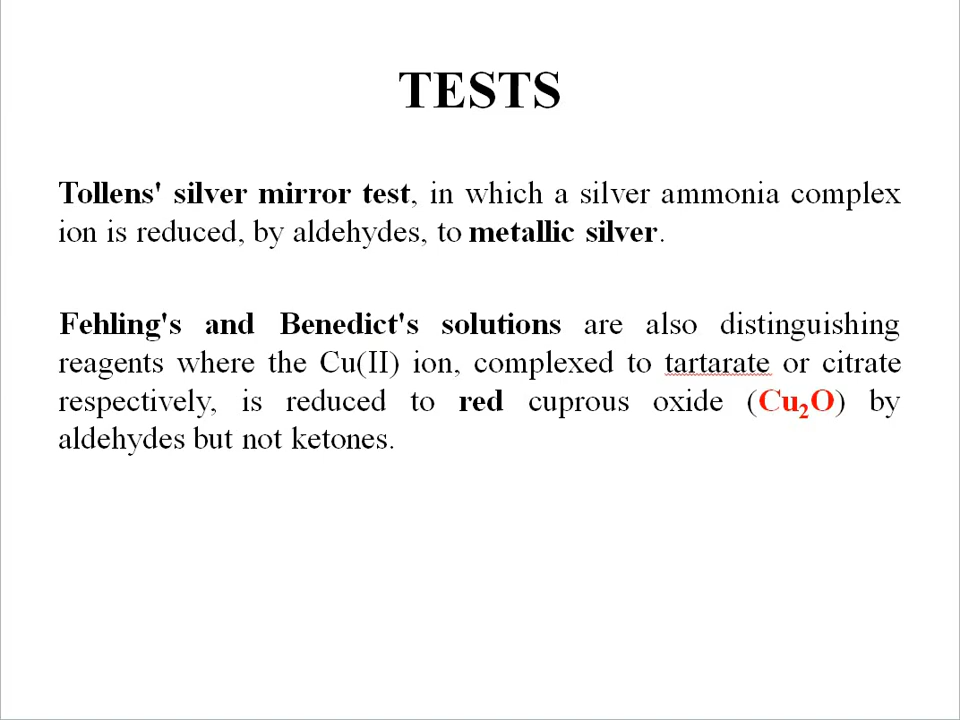 TESTS
Tollens' silver mirror test, in which a silver ammonia complex
ion is reduced, by aldehydes, to metallic silver.
Fehling's and Benedict's solutions are also distinguishing
reagents where the Cu(II) ion, complexed to tartarate or citrate
respectively, is reduced to red cuprous oxide (Cu₂O) by
aldehydes but not ketones.